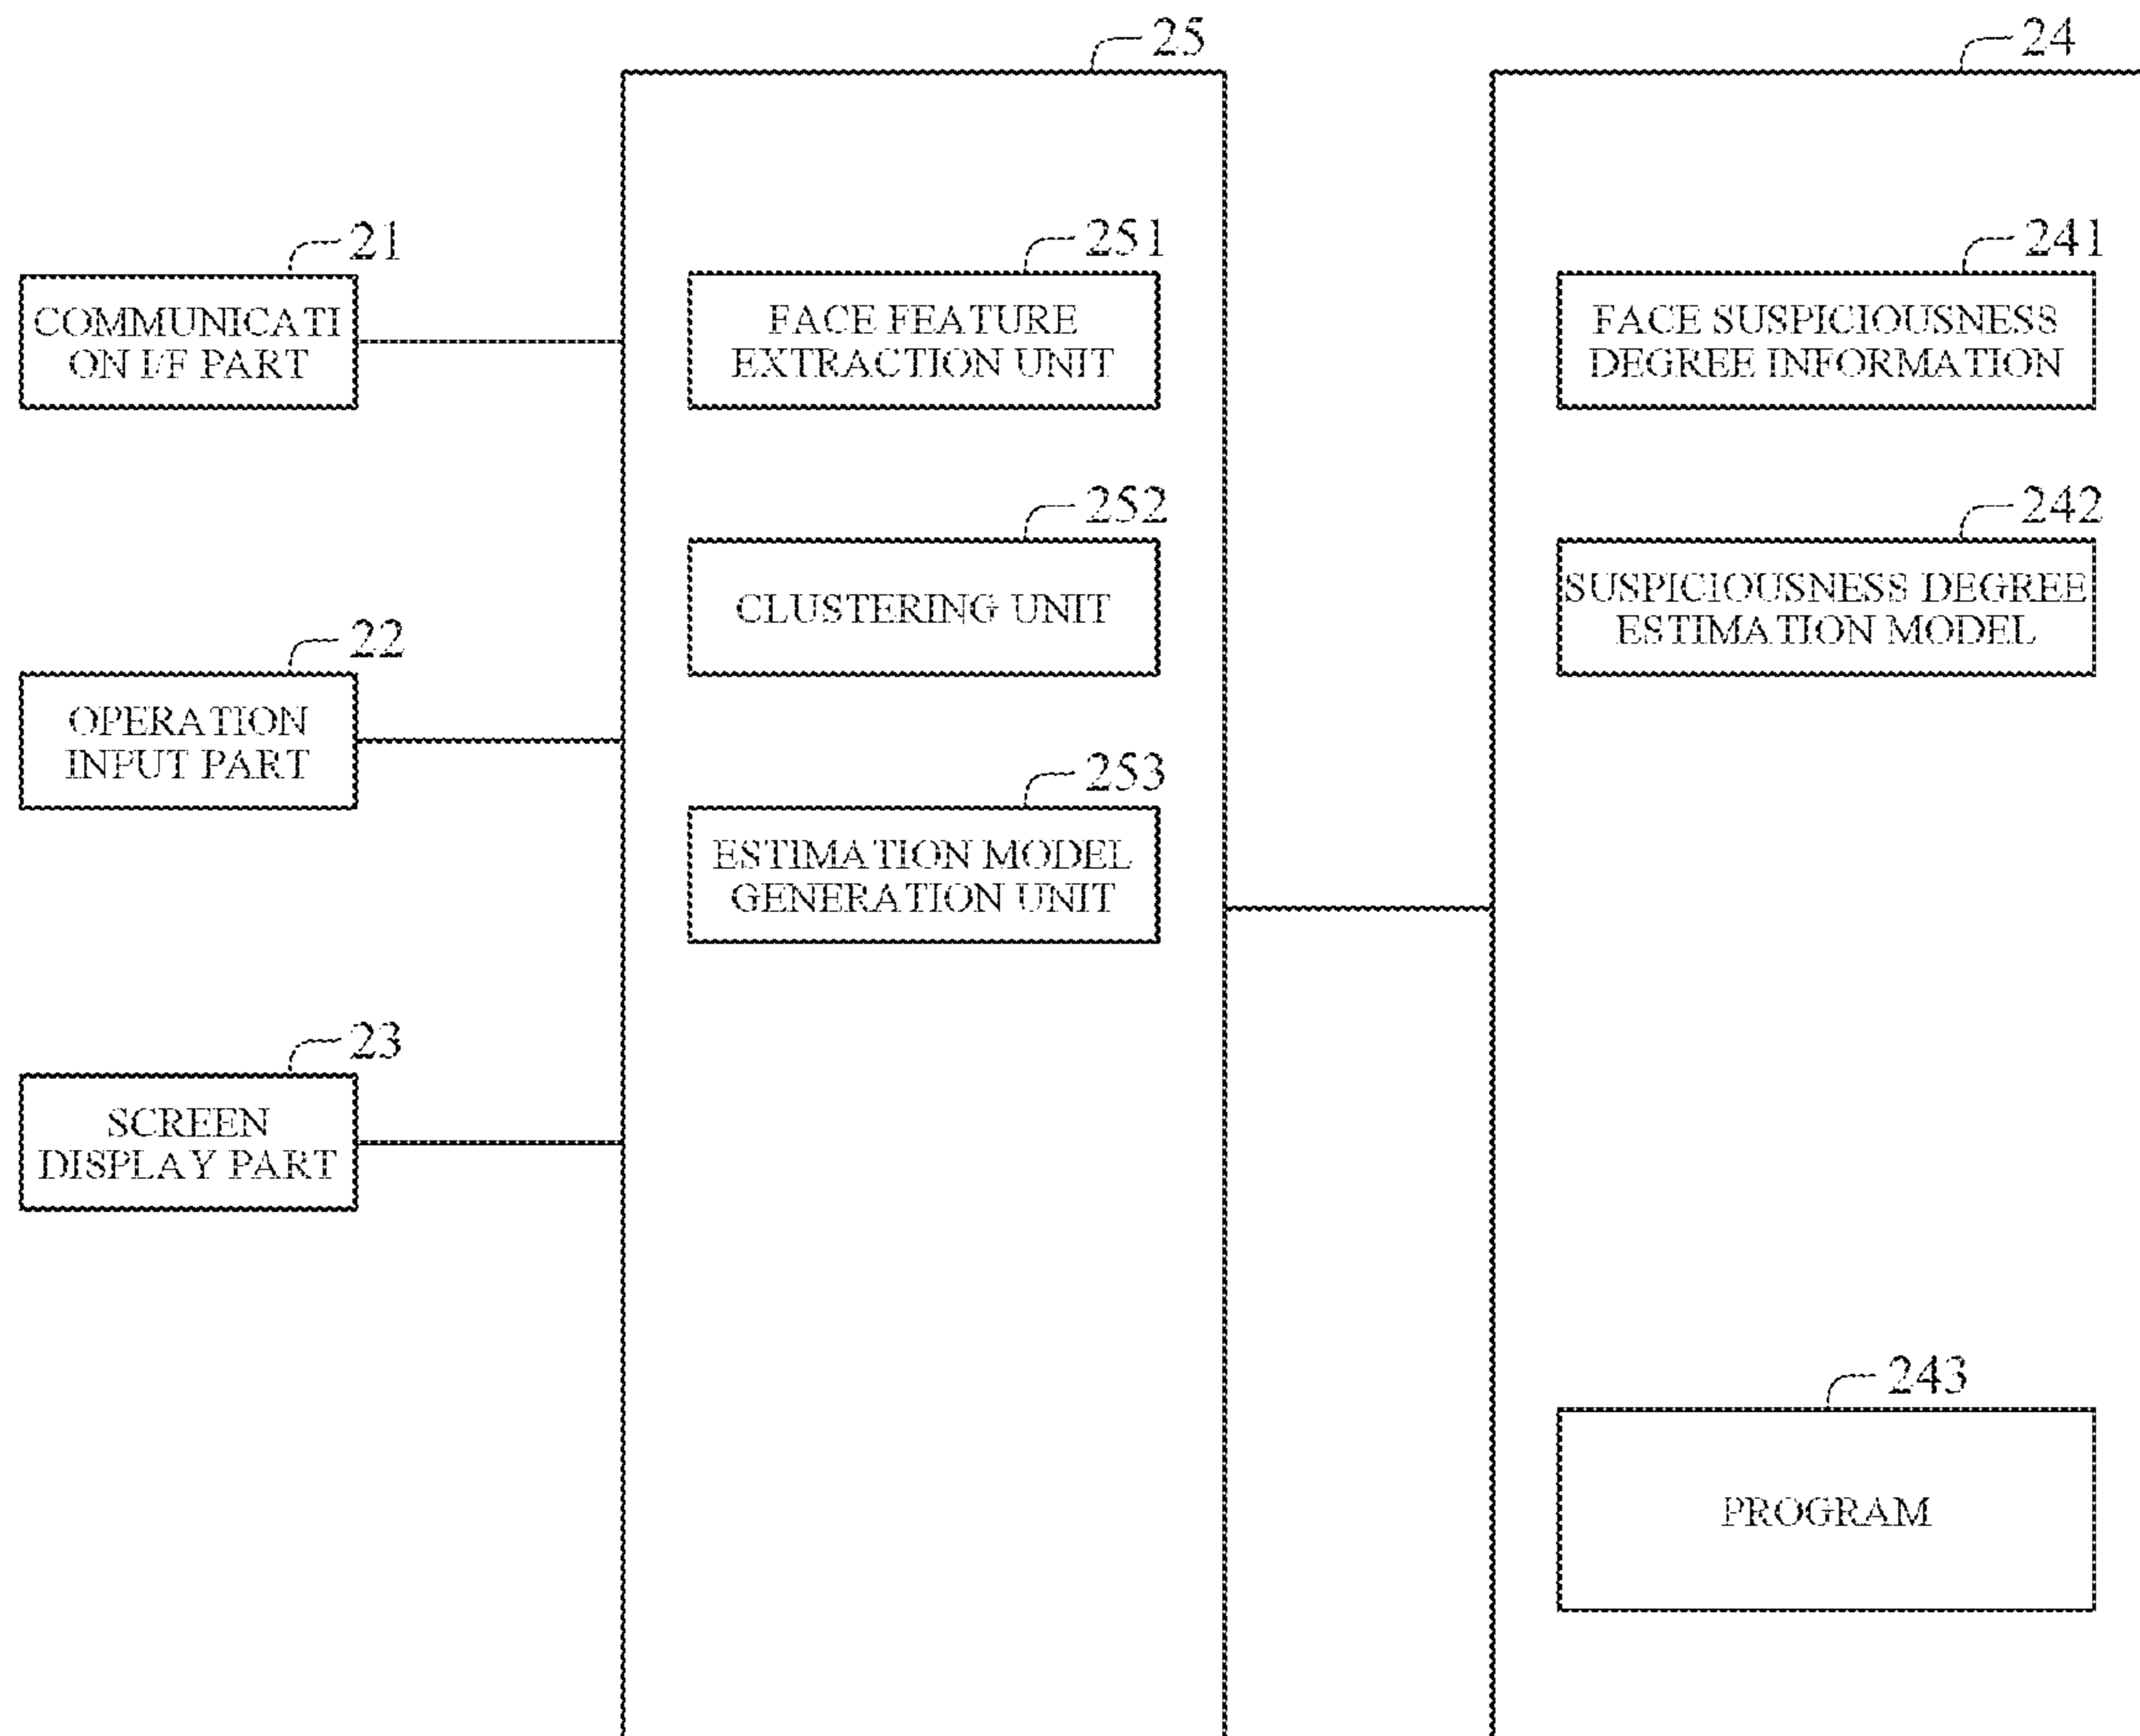 25
24
21
COMMUNICATI
ON I/F PART
251
FACE FEATURE
EXTRACTION UNIT
241
FACE SUSPICIOUSNESS
DEGREE INFORMATION
252
CLUSTERING UNIT
242
SUSPICIOUSNESS DEGREE
ESTIMATION MODEL
22
OPERATION
INPUT PART
253
ESTIMATION MODEL
GENERATION UNIT
23
SCREEN
DISPLAY PART
243
PROGRAM